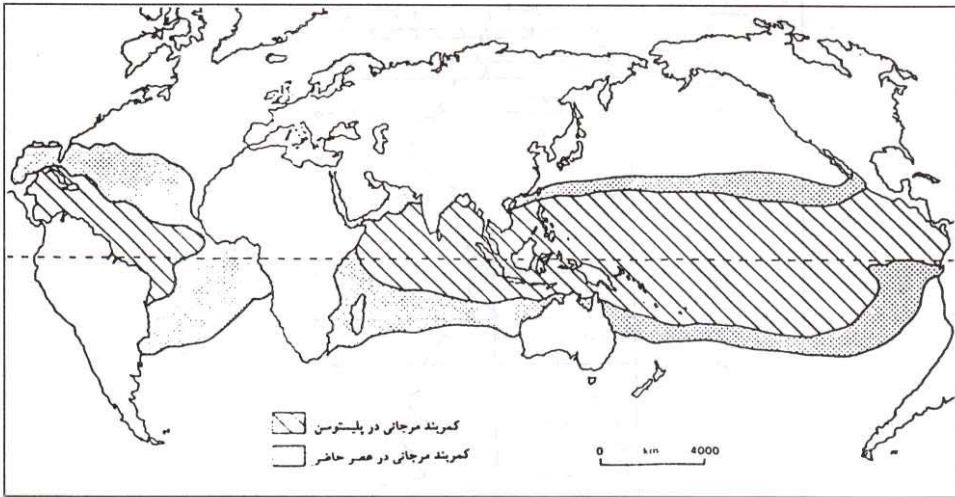 کمربند مرجانی در پلیستوسن
کمربند مرجانی در عصر حاضر
0 km 4000